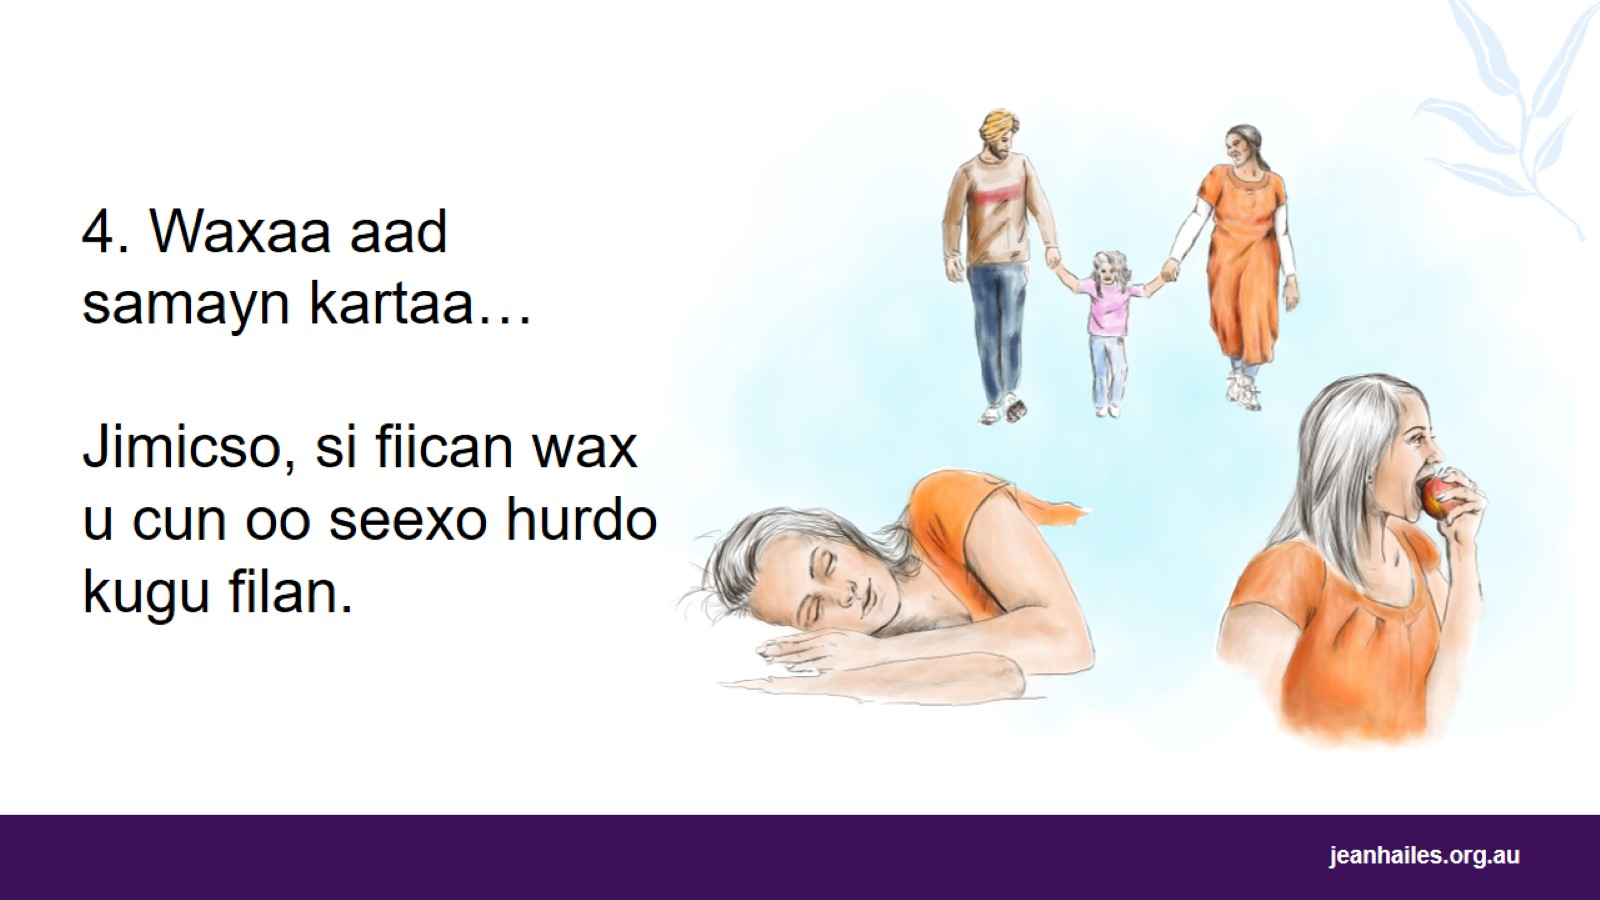 4. Waxaa aad
samayn kartaa…
Jimicso, si fiican wax
u cun oo seexo hurdo
kugu filan.
jeanhailes.org.au